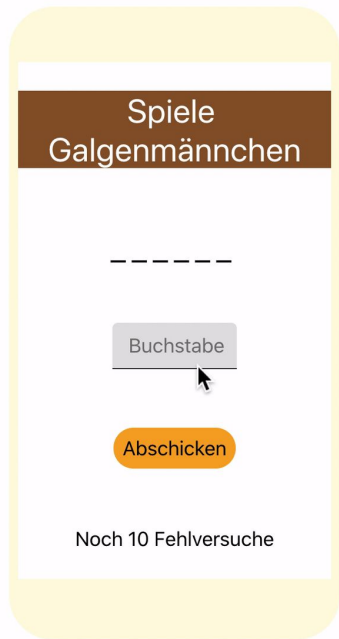 Spiele
Galgenmännchen
_ _ _ _ _ _
Buchstabe
Abschicken
Noch 10 Fehlversuche